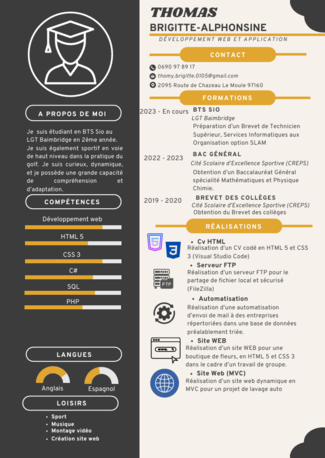 THOMAS
BRIGITTE-ALPHONSINE
DÉVELOPPEMENT WEB ET APPLICATION
CONTACT
0690 97 89 17
thomy.brigitte.0105@gmail.com
2095 Route de Chazeau Le Moule 97160
A PROPOS DE MOI
Je suis étudiant en BTS Sio au
LGT Baimbridge en 2ème année.
Je suis également sportif en voie
de haut niveau dans la pratique du
golf. Je suis curieux, dynamique,
et je possède une grande capacité
de compréhension et
d'adaptation.
COMPÉTENCES
Développement web
HTML 5
CSS 3
C#
SQL
PHP
LANGUES
Anglais
Espagnol
LOISIRS
• Sport
• Musique
• Montage vidéo
• Création site web
FORMATIONS
2023 - En cours
BTS SIO
LGT Baimbridge
Préparation d'un Brevet de Technicien
Supérieur, Services Informatiques aux
Organisation option SLAM
2022 - 2023
BAC GÉNÉRAL
Cité Scolaire d'Excellence Sportive (CREPS)
Obtention d'un Baccalauréat Général
spécialité Mathématiques et Physique
Chimie.
2019 - 2020
BREVET DES COLLÈGES
Cité Scolaire d'Excellence Sportive (CREPS)
Obtention du Brevet des collèges
RÉALISATIONS
• Cv HTML
Réalisation d'un CV codé en HTML 5 et CSS
3 (Visual Studio Code)
• Serveur FTP
Réalisation d'un serveur FTP pour le
partage de fichier local et sécurisé
(FileZilla)
FTP
• Automatisation
Réalisation d'une automatisation
d'envoi de mail à des entreprises
répertoriées dans une base de données
préalablement triée.
• Site WEB
Réalisation d'un site WEB pour une
boutique de fleurs, en HTML 5 et CSS 3
dans le cadre d'un travail de groupe.
• Site Web (MVC)
Réalisation d'un site web dynamique en
MVC pour un projet de lavage auto